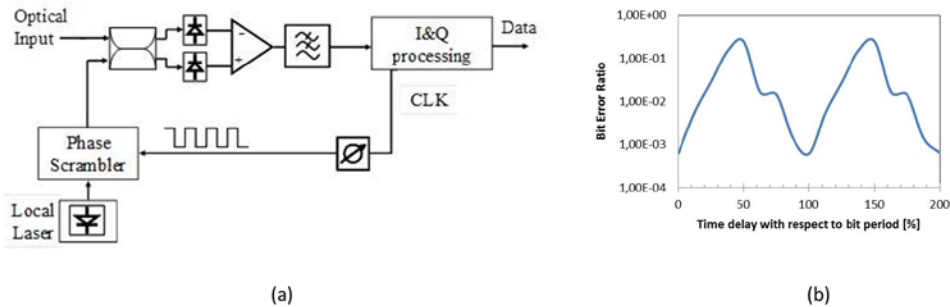 Optical
Input
I&Q
processing
Data
CLK
Phase
Scrambler
Local
Laser
(a)
Bit Error Ratio
1,00E+00
1,00E-01
1,00E-02
1,00E-03
1,00E-04
0
50
100
150
200
Time delay with respect to bit period [%]
(b)